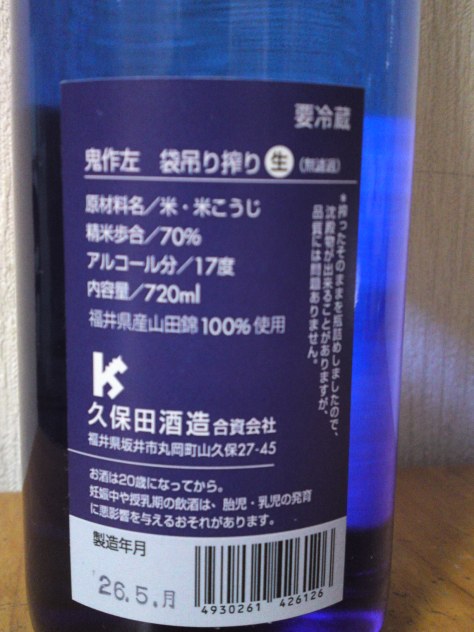 要冷蔵
鬼作左 袋吊り搾り 生 (無濾過)
原材料名／米・米こうじ
精米歩合／70%
アルコール分／17度
内容量／720ml
福井県産山田錦100%使用
*搾ったそのままを瓶詰めしましたので、
沈殿物が出来ることがありますが、
品質には問題ありません。
久保田酒造合資会社
福井県坂井市丸岡町山久保27-45
お酒は20歳になってから。
妊娠中や授乳期の飲酒は、胎児・乳児の発育
に悪影響を与えるおそれがあります。
製造年月
26.5.月
4930261 426126